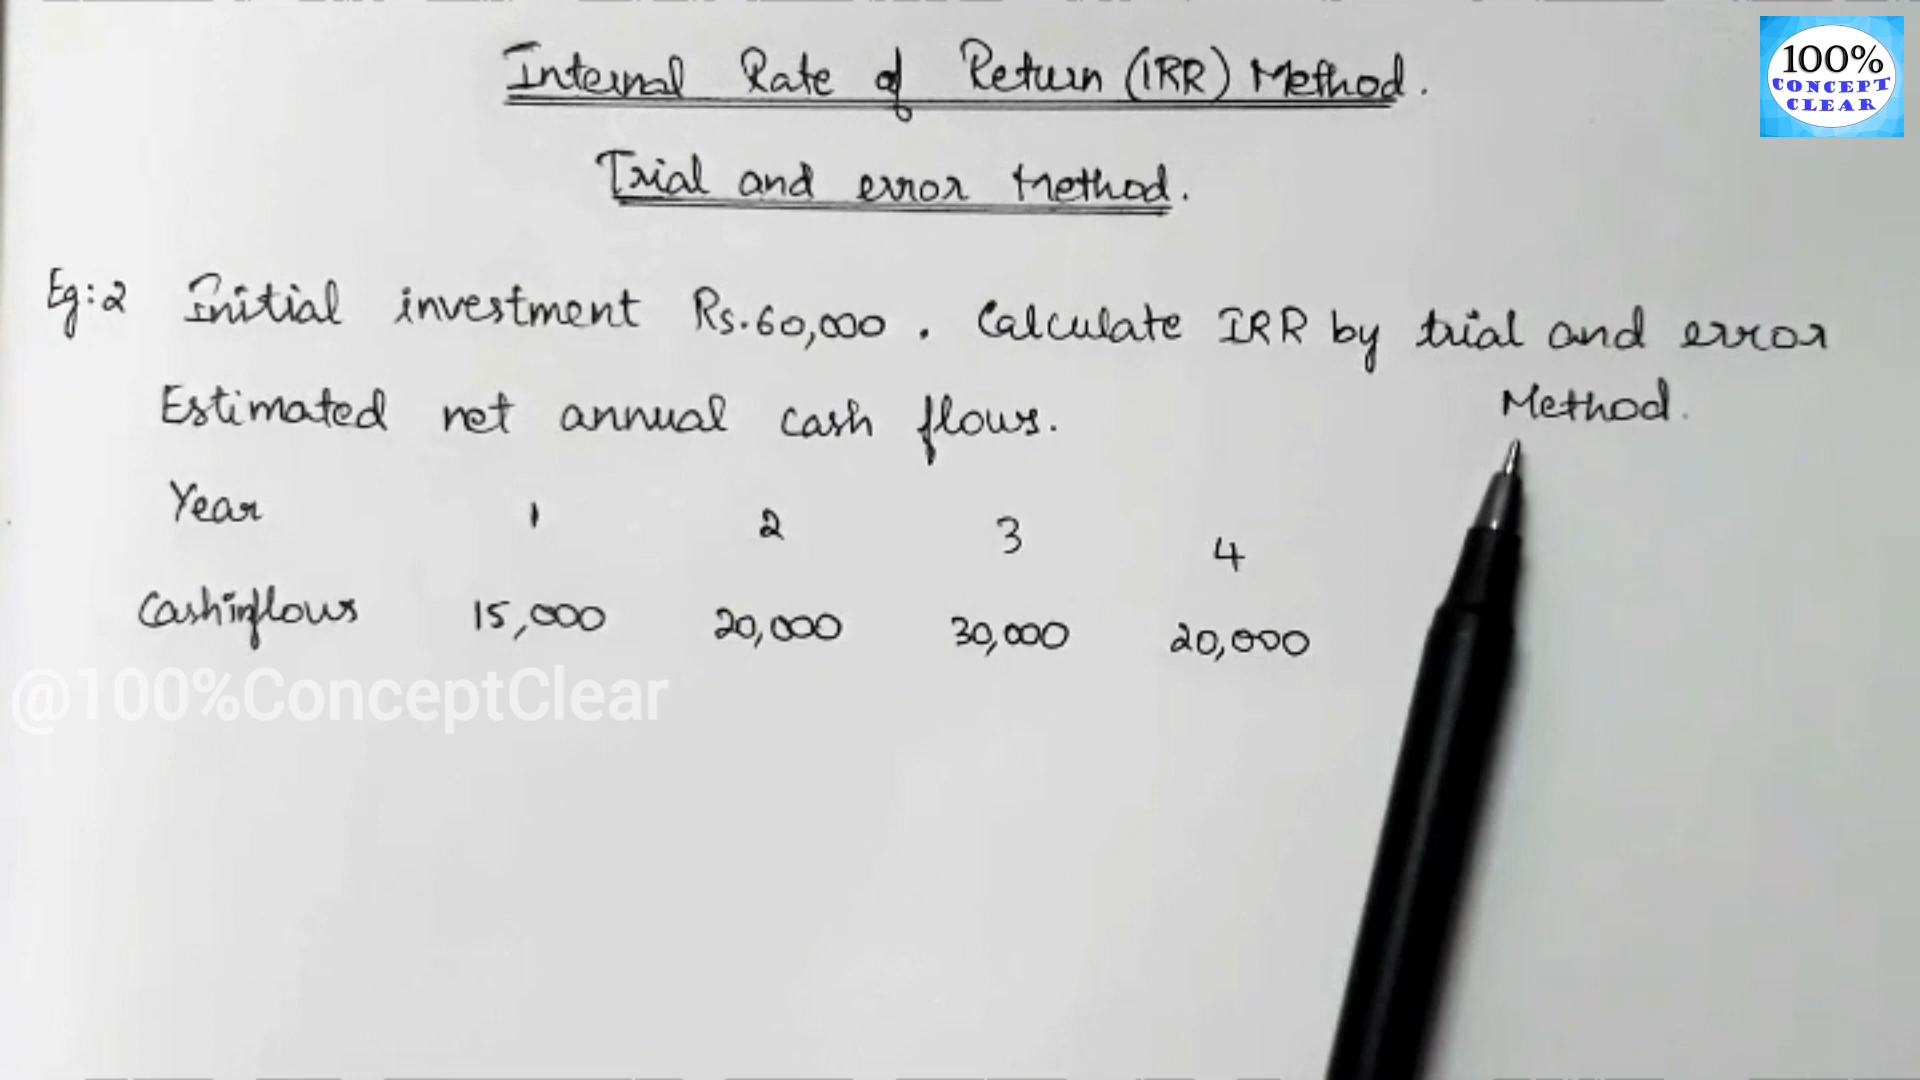 Internal Rate of Return (IRR) Method.
Trial and error Method.
Eg:2 Initial investment Rs.60,000. Calculate IRR by trial and error
Method.
Estimated net annual cash flows.
Year 1 2 3 4
Cashinflows 15,000 20,000 30,000 20,000
@100%ConceptClear
100%
CONCEPT
CLEAR